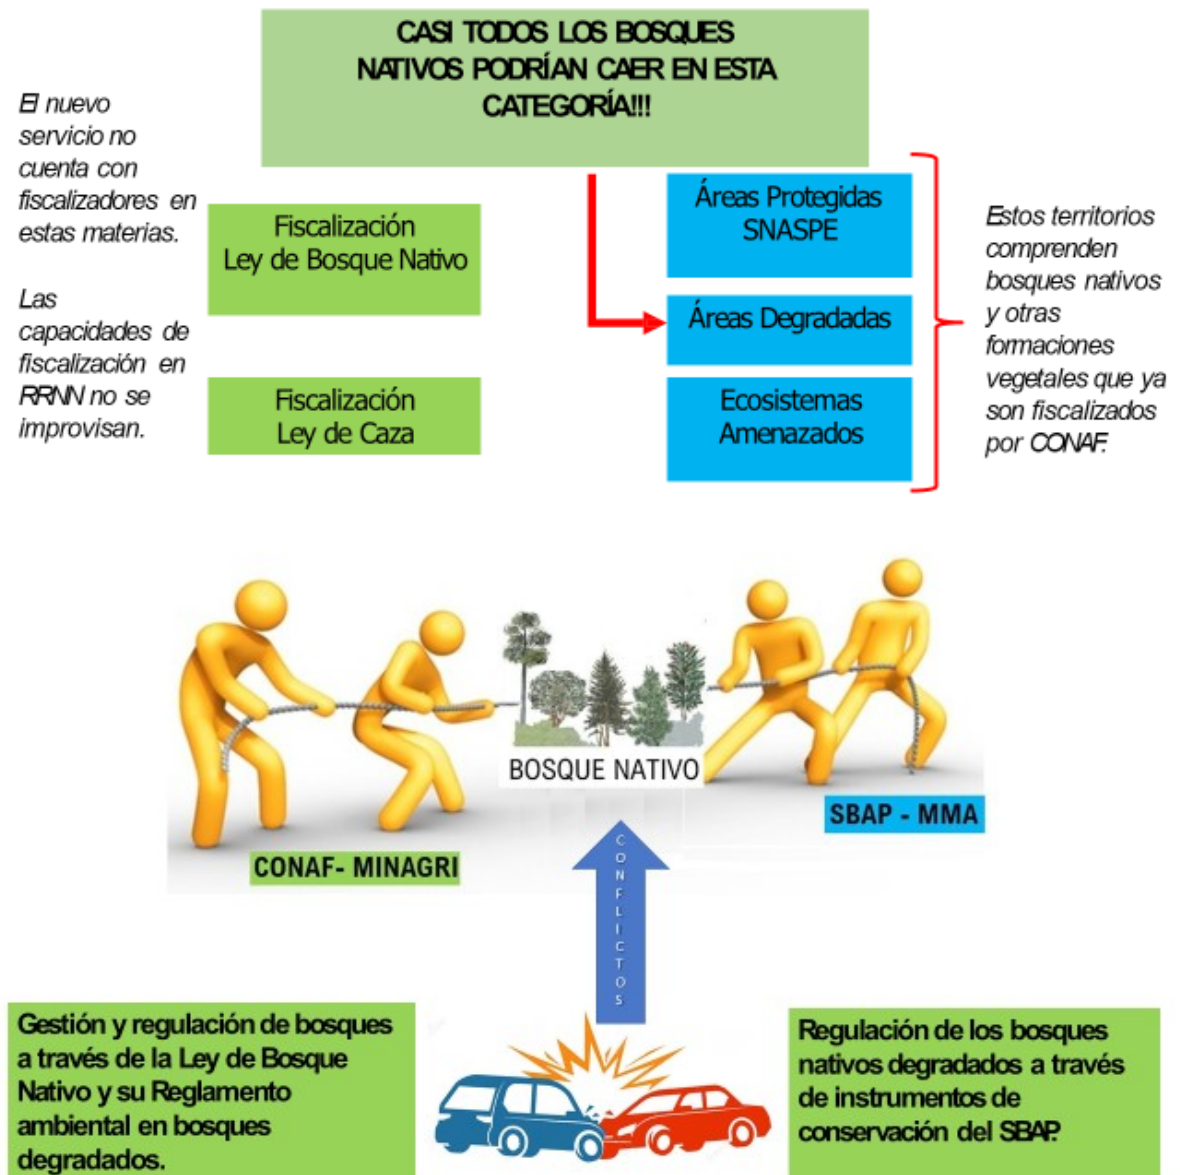 CASI TODOS LOS BOSQUES
NATIVOS PODRÍAN CAER EN ESTA
CATEGORÍA!!!
El nuevo
servicio no
cuenta con
fiscalizadores en
estas materias.
Las
capacidades de
fiscalización en
RRNN no se
improvisan.
Fiscalización
Ley de Bosque Nativo
Fiscalización
Ley de Caza
Áreas Protegidas
SNASPE
Áreas Degradadas
Ecosistemas
Amenazados
Estos territorios
comprenden
bosques nativos
y otras
formaciones
vegetales que ya
son fiscalizados
por CONAF.
BOSQUE NATIVO
CONAF- MINAGRI
SBAP - MMA
CONFLICTOS
Gestión y regulación de bosques
a través de la Ley de Bosque
Nativo y su Reglamento
ambiental en bosques
degradados.
Regulación de los bosques
nativos degradados a través
de instrumentos de
conservación del SBAP.